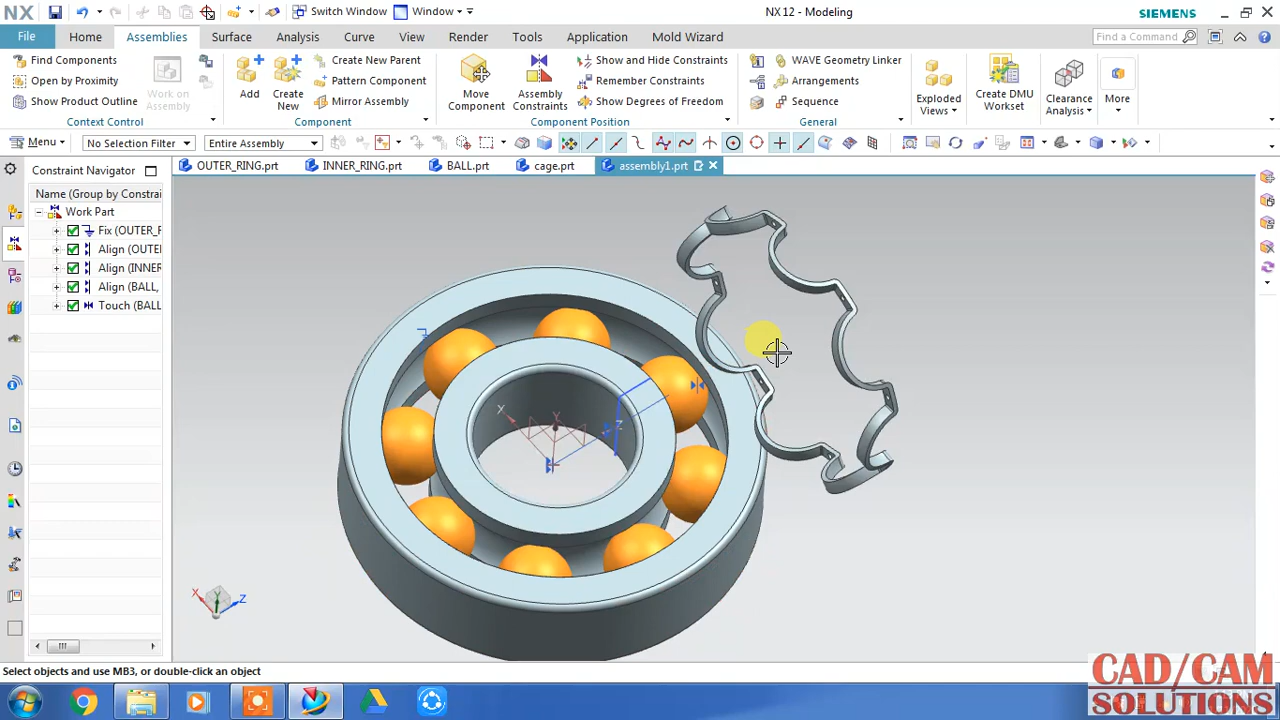 NX
Switch Window
Window
NX 12 - Modeling
SIEMENS
File
Home
Assemblies
Surface
Analysis
Curve
View
Render
Tools
Application
Mold Wizard
Find a Command
Find Components
Open by Proximity
Show Product Outline
Work on Assembly
Context Control
Add
Create New
Create New Parent
Pattern Component
Mirror Assembly
Component
Move Component
Assembly Constraints
Show and Hide Constraints
Remember Constraints
Show Degrees of Freedom
Component Position
WAVE Geometry Linker
Arrangements
Sequence
General
Exploded Views
Create DMU Workset
Clearance Analysis
More
Menu
No Selection Filter
Entire Assembly
Constraint Navigator
OUTER_RING.prt
INNER_RING.prt
BALL.prt
cage.prt
assembly1.prt
Name (Group by Constrai
Work Part
Fix (OUTER_F
Align (OUTE
Align (INNER
Align (BALL,
Touch (BALL
X
Y
Z
X
Y
Z
Select objects and use MB3, or double-click an object
CAD/CAM
SOLUTIONS